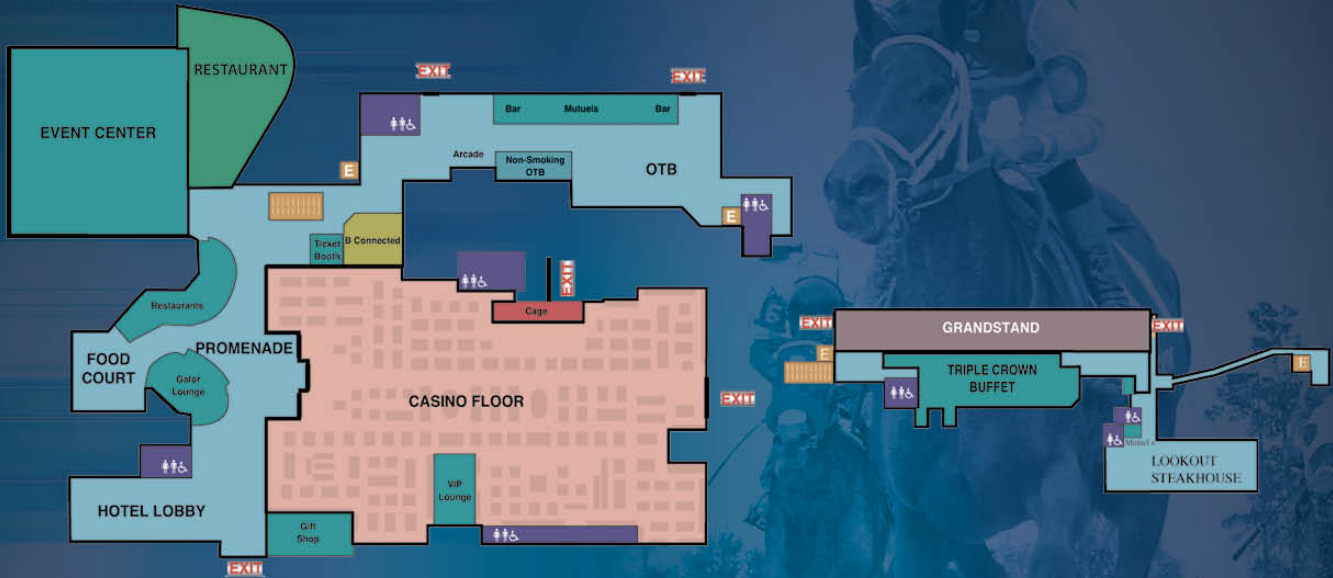 RESTAURANT
EVENT CENTER
EXIT
EXIT
Bar
Mutuels
Bar
Arcade
Non-Smoking
OTB
OTB
E
E
B Connected
Ticket
Booth
EXIT
Cage
Restaurants
PROMENADE
FOOD
COURT
Gator
Lounge
CASINO FLOOR
EXIT
VIP
Lounge
HOTEL LOBBY
Gift
Shop
EXIT
EXIT
GRANDSTAND
EXIT
E
TRIPLE CROWN
BUFFET
E
Mutuels
LOOKOUT
STEAKHOUSE